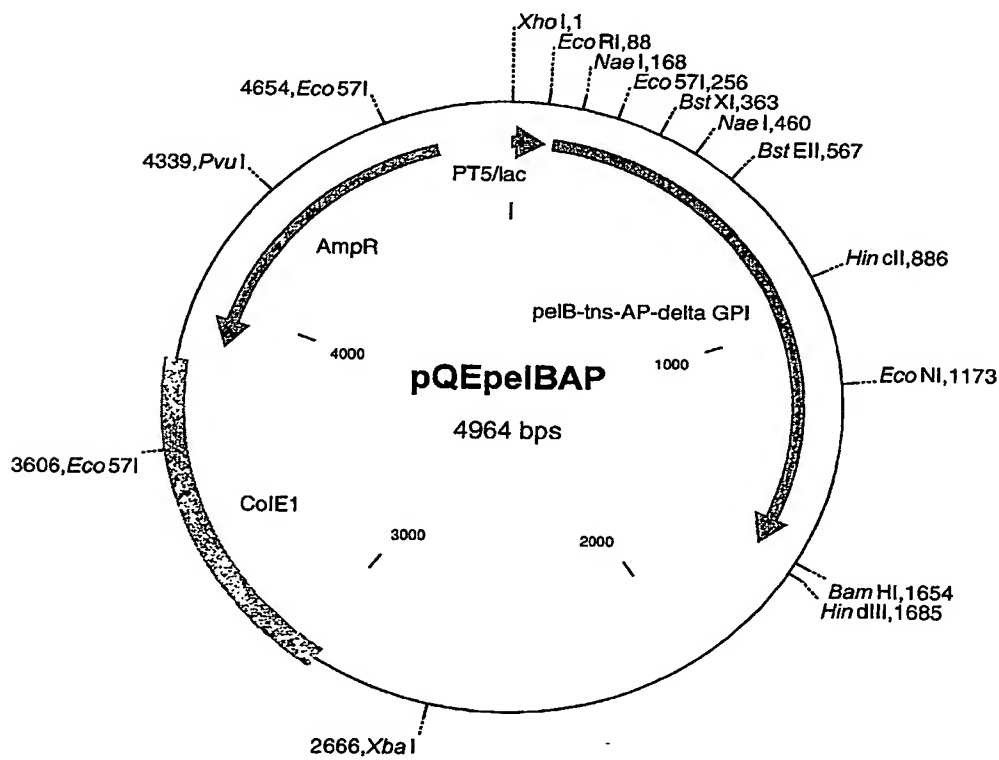 XhoI,1
EcoRI,88
NaeI,168
Eco57I,256
BstXI,363
NaeI,460
BstEII,567
4654,Eco57I
4339,PvuI
PT5/lac
AmpR
HincII,886
pelB-tns-AP-delta GPI
4000
1000
pQEpelBAP
4964 bps
EcoNI,1173
3606,Eco57I
ColE1
3000
2000
BamHI,1654
HindIII,1685
2666,XbaI